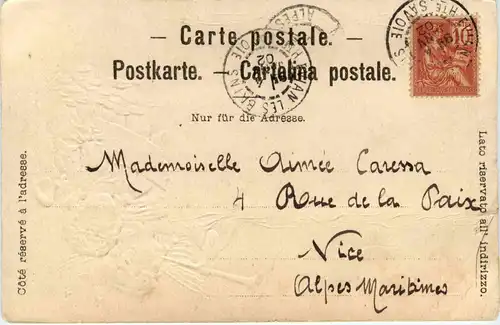 — Carte postale. —
Postkarte. — Cartolina postale.
Nur für die Adresse.
Côté réservé à l'adresse.
Lato riservato all' indirizzo.
Mademoiselle Aimée Caressa
4 Rue de la Paix
Nice
Alpes Maritimes
10